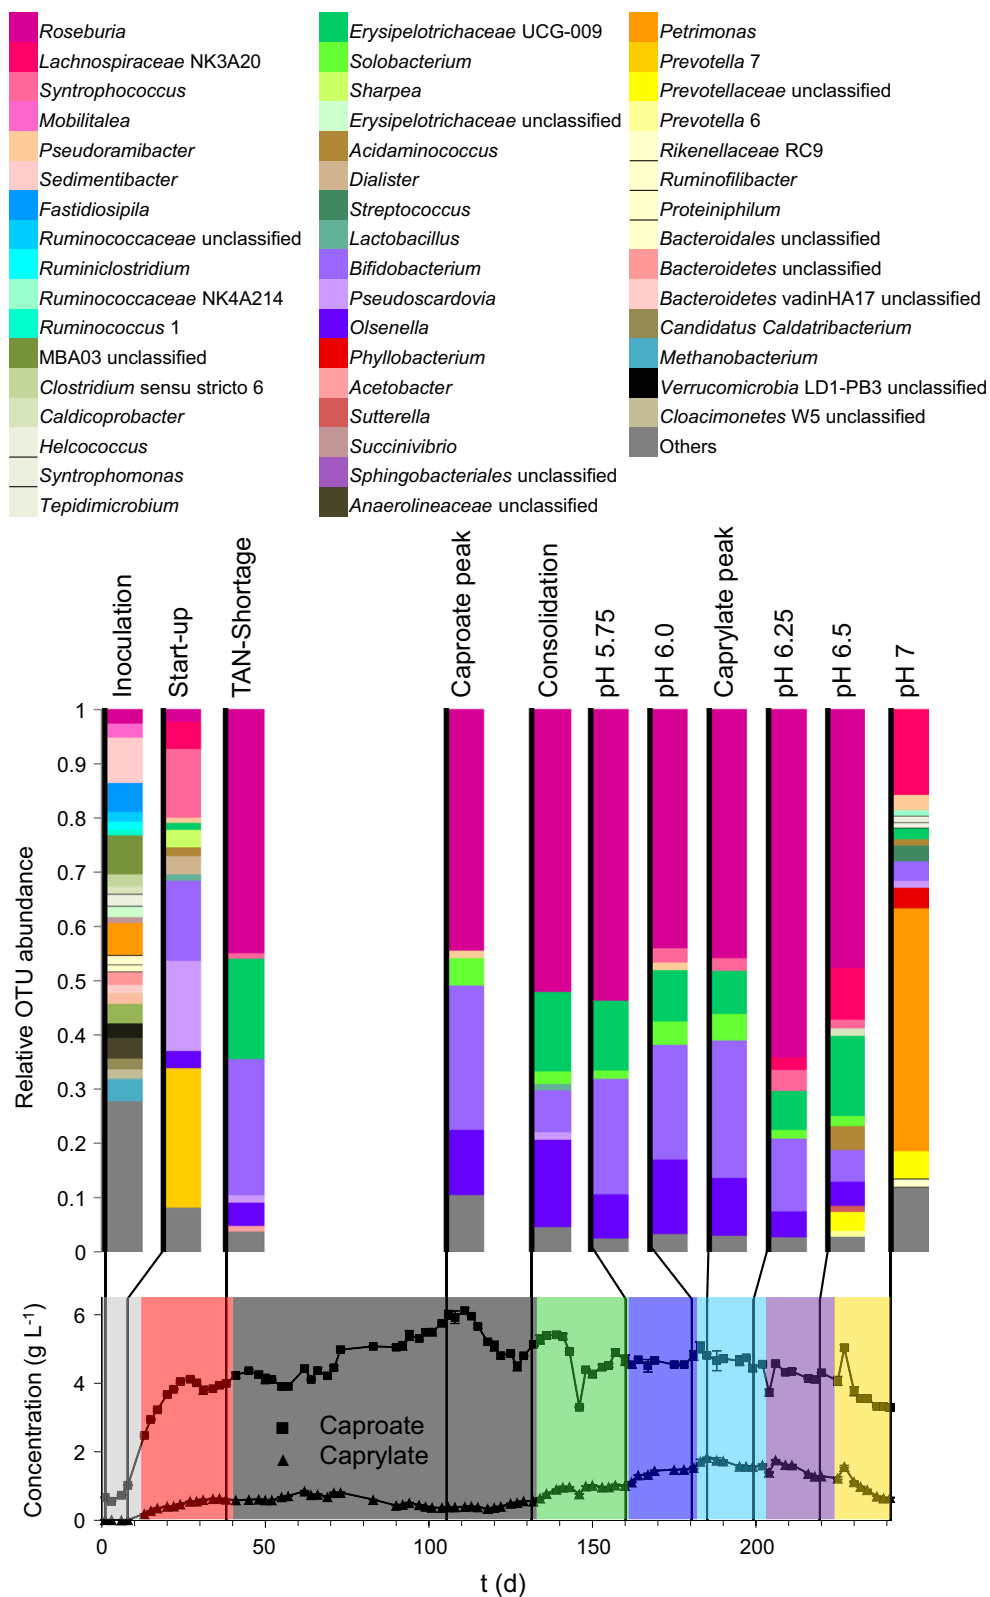 Roseburia
Lachnospiraceae NK3A20
Syntrophococcus
Mobilitalea
Pseudoramibacter
Sedimentibacter
Fastidiosipila
Ruminococcaceae unclassified
Ruminiclostridium
Ruminococcaceae NK4A214
Ruminococcus 1
MBA03 unclassified
Clostridium sensu stricto 6
Caldicoprobacter
Helcococcus
Syntrophomonas
Tepidimicrobium
Erysipelotrichaceae UCG-009
Solobacterium
Sharpea
Erysipelotrichaceae unclassified
Acidaminococcus
Dialister
Streptococcus
Lactobacillus
Bifidobacterium
Pseudoscardovia
Olsenella
Phyllobacterium
Acetobacter
Sutterella
Succinivibrio
Sphingobacteriales unclassified
Anaerolineaceae unclassified
Petrimonas
Prevotella 7
Prevotellaceae unclassified
Prevotella 6
Rikenellaceae RC9
Ruminofilibacter
Proteiniphilum
Bacteroidales unclassified
Bacteroidetes unclassified
Bacteroidetes vadinHA17 unclassified
Candidatus Caldatribacterium
Methanobacterium
Verrucomicrobia LD1-PB3 unclassified
Cloacimonetes W5 unclassified
Others
Inoculation
Start-up
TAN-Shortage
Caproate peak
Consolidation
pH 5.75
pH 6.0
Caprylate peak
pH 6.25
pH 6.5
pH 7
Relative OTU abundance
1
0.9
0.8
0.7
0.6
0.5
0.4
0.3
0.2
0.1
0
Concentration (g L-1)
6
4
2
0
Caproate
Caprylate
0 50 100 150 200
t (d)